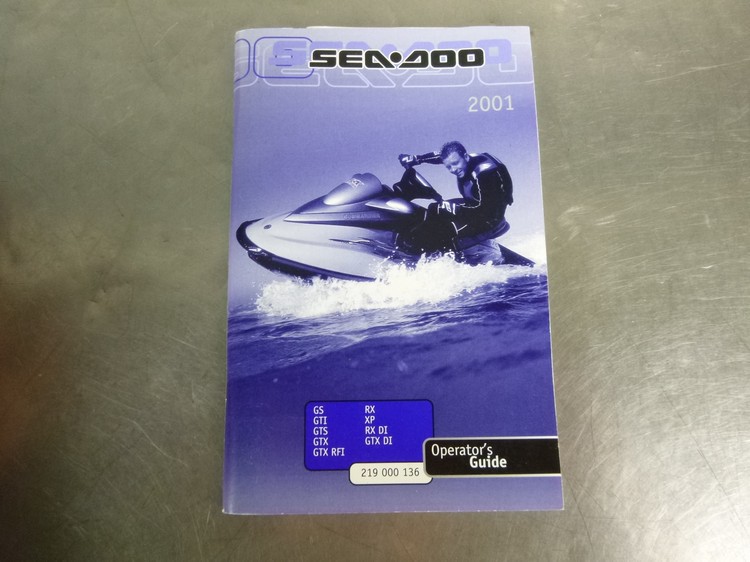 SEA•DOO
2001
GS
GTI
GTS
GTX
GTX RFI
RX
XP
RX DI
GTX DI
219 000 136
Operator's
Guide